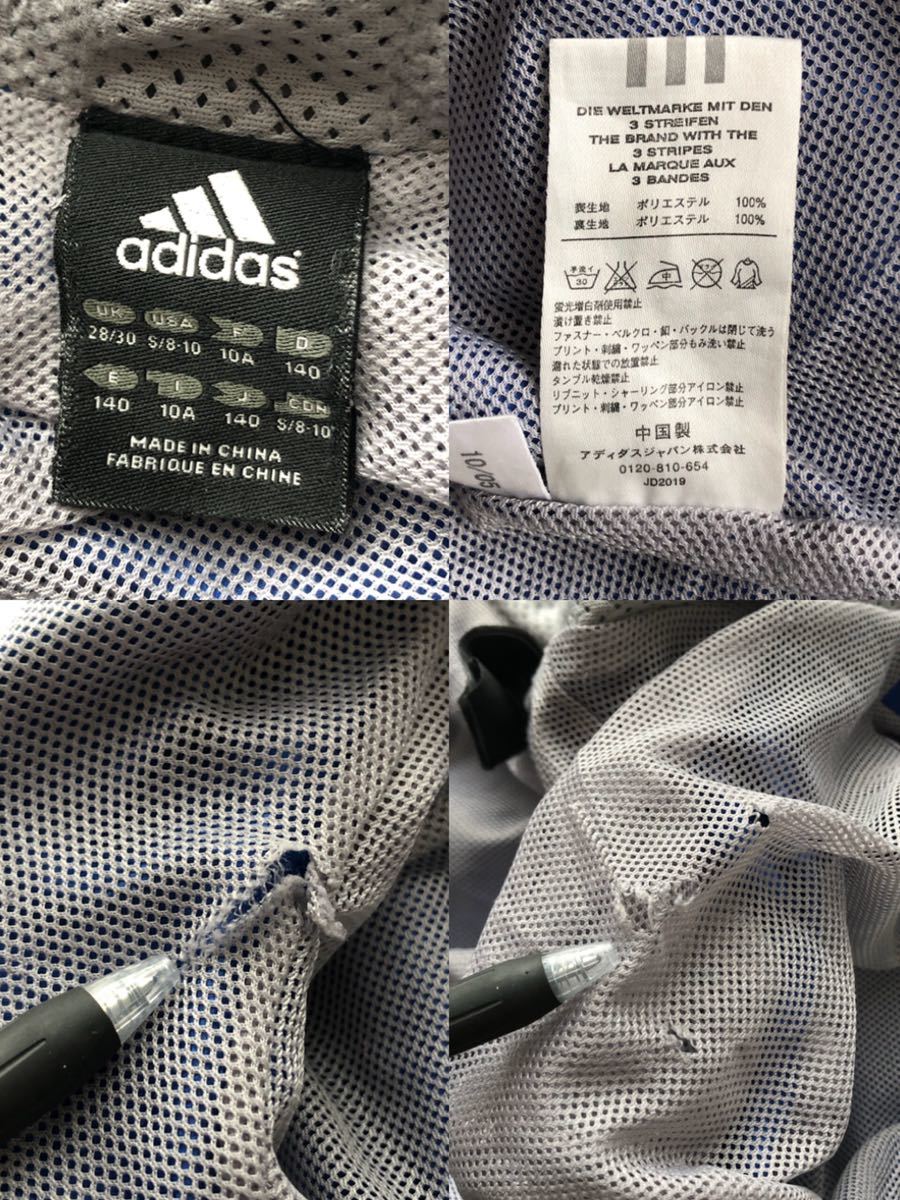 adidas
UK USA F D
28/30 S/8-10 10A 140
E I J CDN
140 10A 140 S/8-10
MADE IN CHINA
FABRIQUE EN CHINE
DIE WELTMARKE MIT DEN
3 STREIFEN
THE BRAND WITH THE
3 STRIPES
LA MARQUE AUX
3 BANDES
表生地 ポリエステル 100%
裏生地 ポリエステル 100%
手洗イ 30 中
蛍光増白剤使用禁止
漬け置き禁止
ファスナー・ベルクロ・釦・バックルは閉じて洗う
プリント・刺繍・ワッペン部分もみ洗い禁止
濡れた状態での放置禁止
タンブル乾燥禁止
リブニット・シャーリング部分アイロン禁止
プリント・刺繍・ワッペン部分アイロン禁止
中国製
アディダスジャパン株式会社
0120-810-654
JD2019
10/05